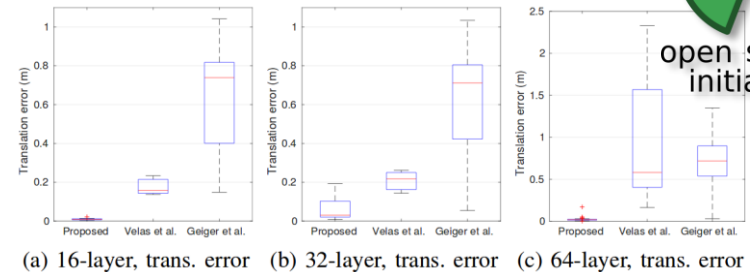 Translation error (m)
1
0.8
0.6
0.4
0.2
0
Proposed Velas et al. Geiger et al.
(a) 16-layer, trans. error
Translation error (m)
1
0.8
0.6
0.4
0.2
0
Proposed Velas et al. Geiger et al.
(b) 32-layer, trans. error
Translation error (m)
2.5
2
1.5
1
0.5
0
Proposed Velas et al. Geiger et al.
(c) 64-layer, trans. error
open